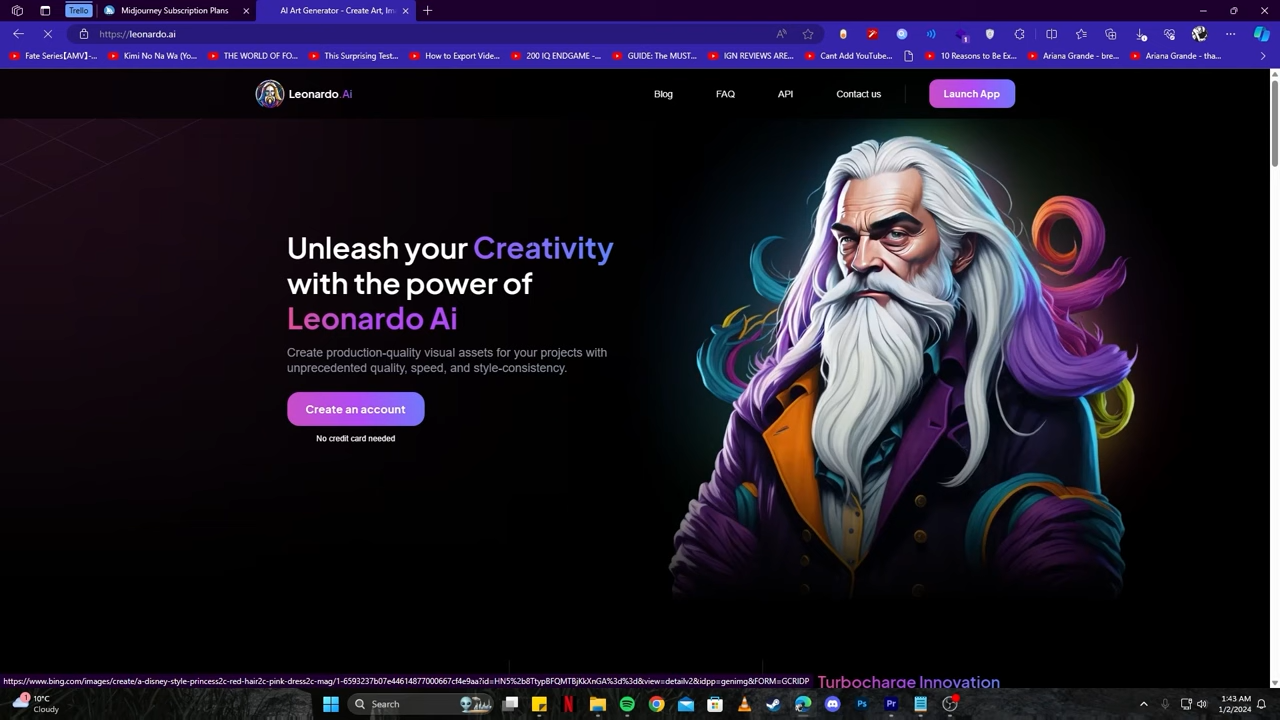 Trello
Midjourney Subscription Plans
AI Art Generator - Create Art, Im
https://leonardo.ai
Fate Series【AMV】-...
Kimi No Na Wa (Yo...
THE WORLD OF FO...
This Surprising Test...
How to Export Vide...
200 IQ ENDGAME -...
GUIDE: The MUST...
IGN REVIEWS ARE...
Cant Add YouTube...
10 Reasons to Be Ex...
Ariana Grande - bre...
Ariana Grande - tha...
Leonardo.Ai
Blog
FAQ
API
Contact us
Launch App
Unleash your Creativity
with the power of
Leonardo Ai
Create production-quality visual assets for your projects with
unprecedented quality, speed, and style-consistency.
Create an account
No credit card needed
Turbocharge Innovation
10°C
Cloudy
Search
1:43 AM
1/2/2024